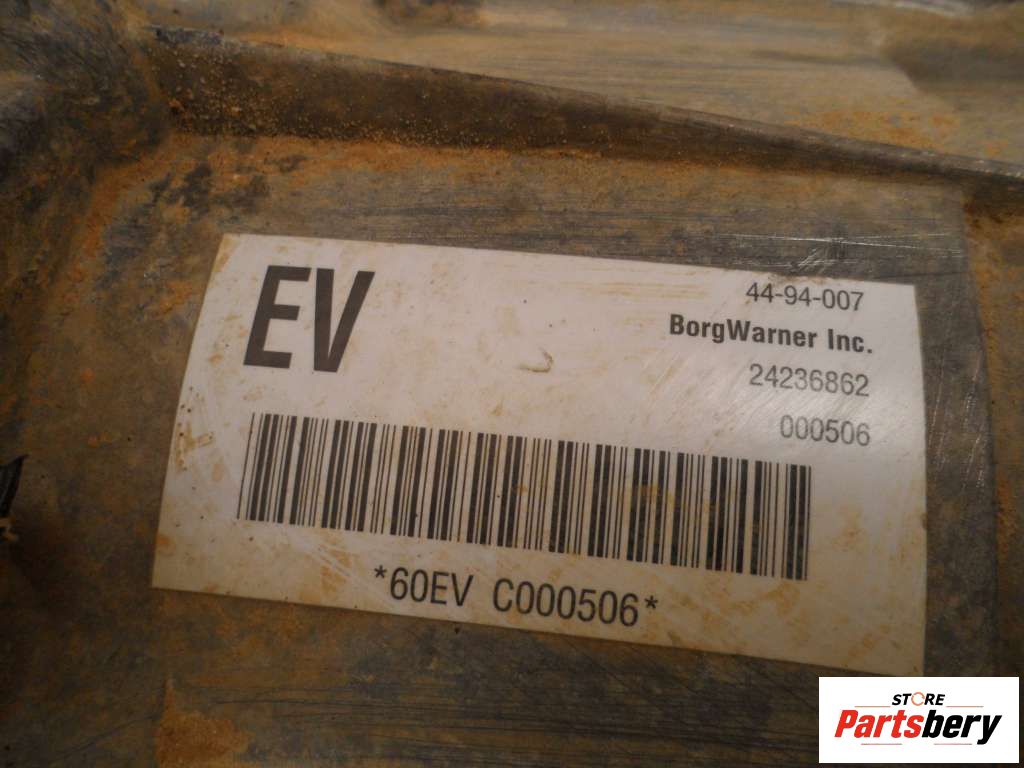 EV
44-94-007
BorgWarner Inc.
24236862
000506
*60EV C000506*
STORE
Partsbery